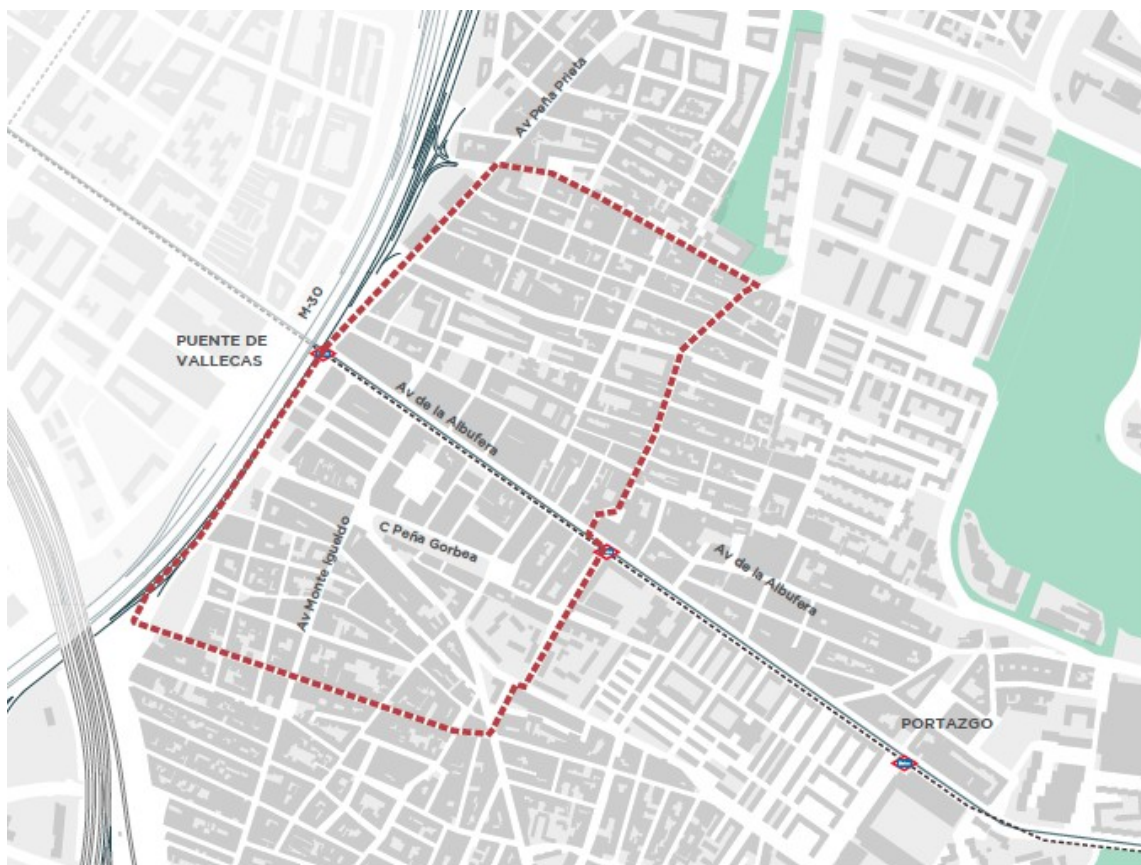 Av Peña Prieta
M-30
PUENTE DE
VALLECAS
Av de la Albufera
C Peña Gorbea
Av Monte Igueldo
Av de la Albufera
PORTAZGO